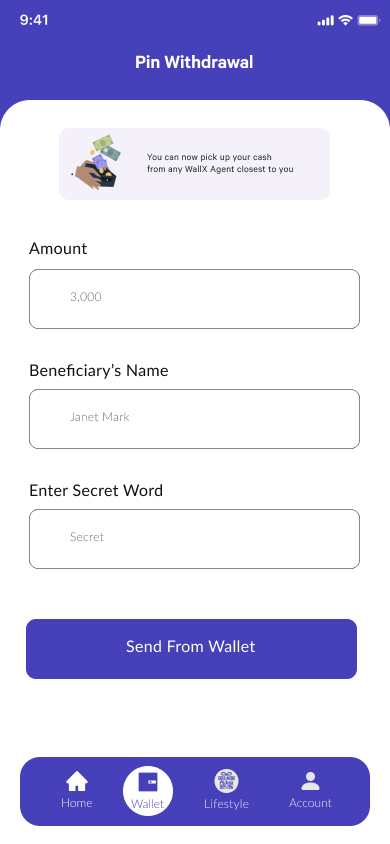 9:41
Pin Withdrawal
You can now pick up your cash
from any WallX Agent closest to you
Amount
3,000
Beneficiary's Name
Janet Mark
Enter Secret Word
Secret
Send From Wallet
Home
Wallet
Lifestyle
Account